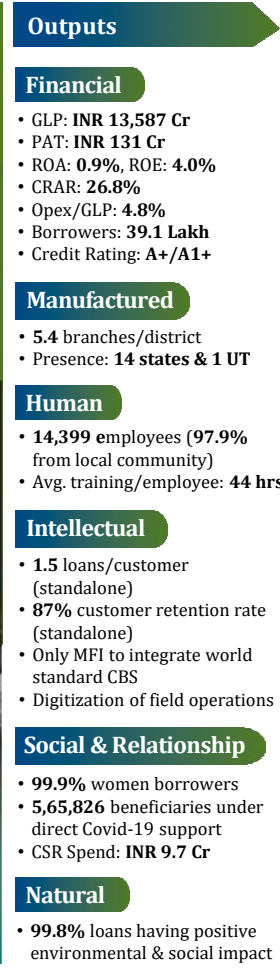 Outputs
Financial
• GLP: INR 13,587 Cr
• PAT: INR 131 Cr
• ROA: 0.9%, ROE: 4.0%
• CRAR: 26.8%
• Opex/GLP: 4.8%
• Borrowers: 39.1 Lakh
• Credit Rating: A+/A1+
Manufactured
• 5.4 branches/district
• Presence: 14 states & 1 UT
Human
• 14,399 employees (97.9%
from local community)
• Avg. training/employee: 44 hrs
Intellectual
• 1.5 loans/customer
(standalone)
• 87% customer retention rate
(standalone)
• Only MFI to integrate world
standard CBS
• Digitization of field operations
Social & Relationship
• 99.9% women borrowers
• 5,65,826 beneficiaries under
direct Covid-19 support
• CSR Spend: INR 9.7 Cr
Natural
• 99.8% loans having positive
environmental & social impact